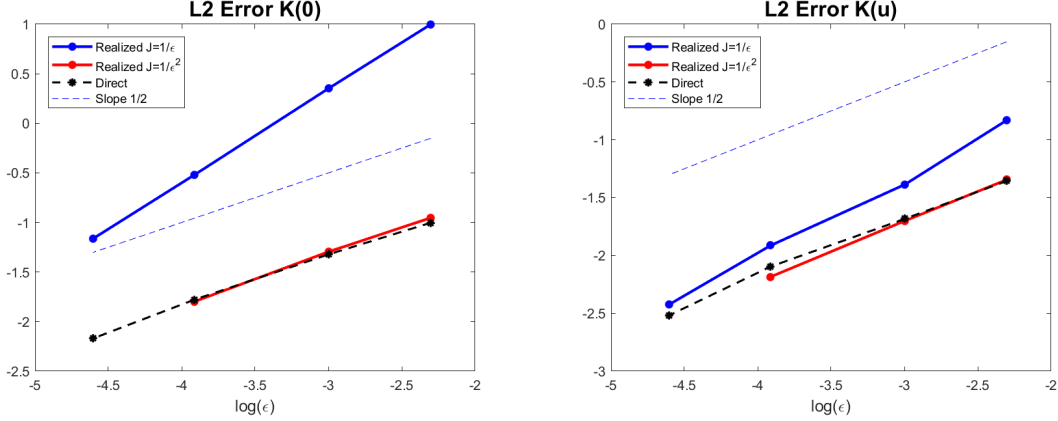 L2 Error K(0)
1
0.5
0
-0.5
-1
-1.5
-2
-2.5
Realized J=1/ϵ
Realized J=1/ϵ²
Direct
Slope 1/2
-5
-4.5
-4
-3.5
-3
-2.5
-2
log(ϵ)
L2 Error K(u)
0
-0.5
-1
-1.5
-2
-2.5
-3
Realized J=1/ϵ
Realized J=1/ϵ²
Direct
Slope 1/2
-5
-4.5
-4
-3.5
-3
-2.5
-2
log(ϵ)